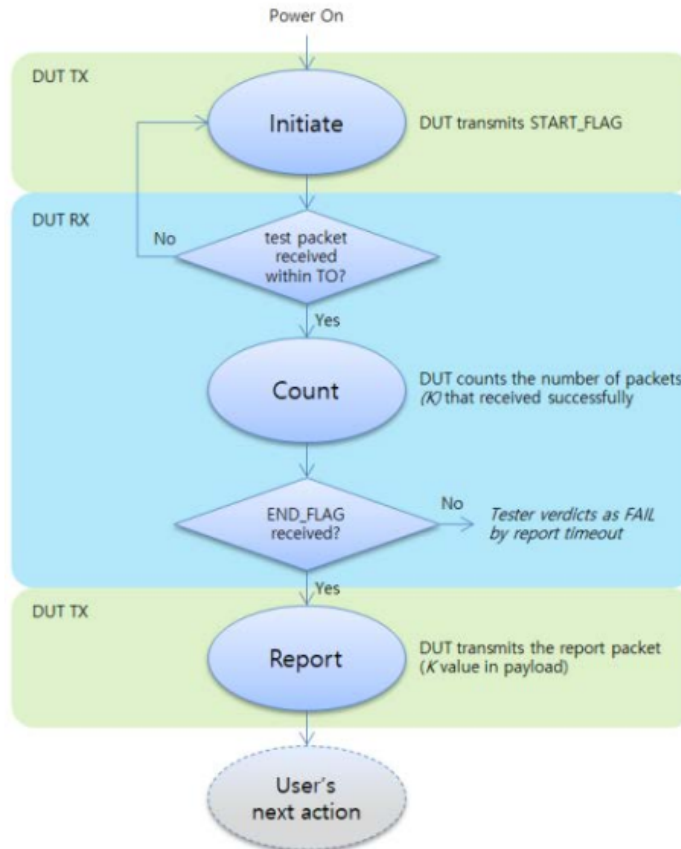 Power On
DUT TX
Initiate
DUT transmits START_FLAG
DUT RX
No
test packet
received
within TO?
Yes
Count
DUT counts the number of packets
(K) that received successfully
END_FLAG
received?
No
Tester verdicts as FAIL
by report timeout
Yes
DUT TX
Report
DUT transmits the report packet
(K value in payload)
User's
next action